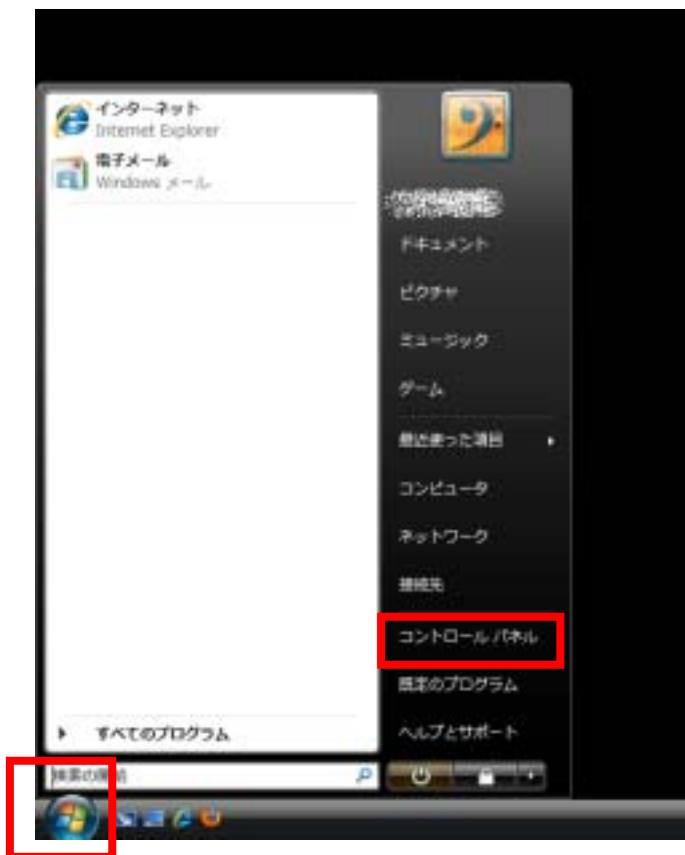 インターネット
Internet Explorer
電子メール
Windows メール
ドキュメント
ピクチャ
ミュージック
ゲーム
最近使った項目
コンピュータ
ネットワーク
接続先
コントロール パネル
既定のプログラム
ヘルプとサポート
すべてのプログラム
検索の開始